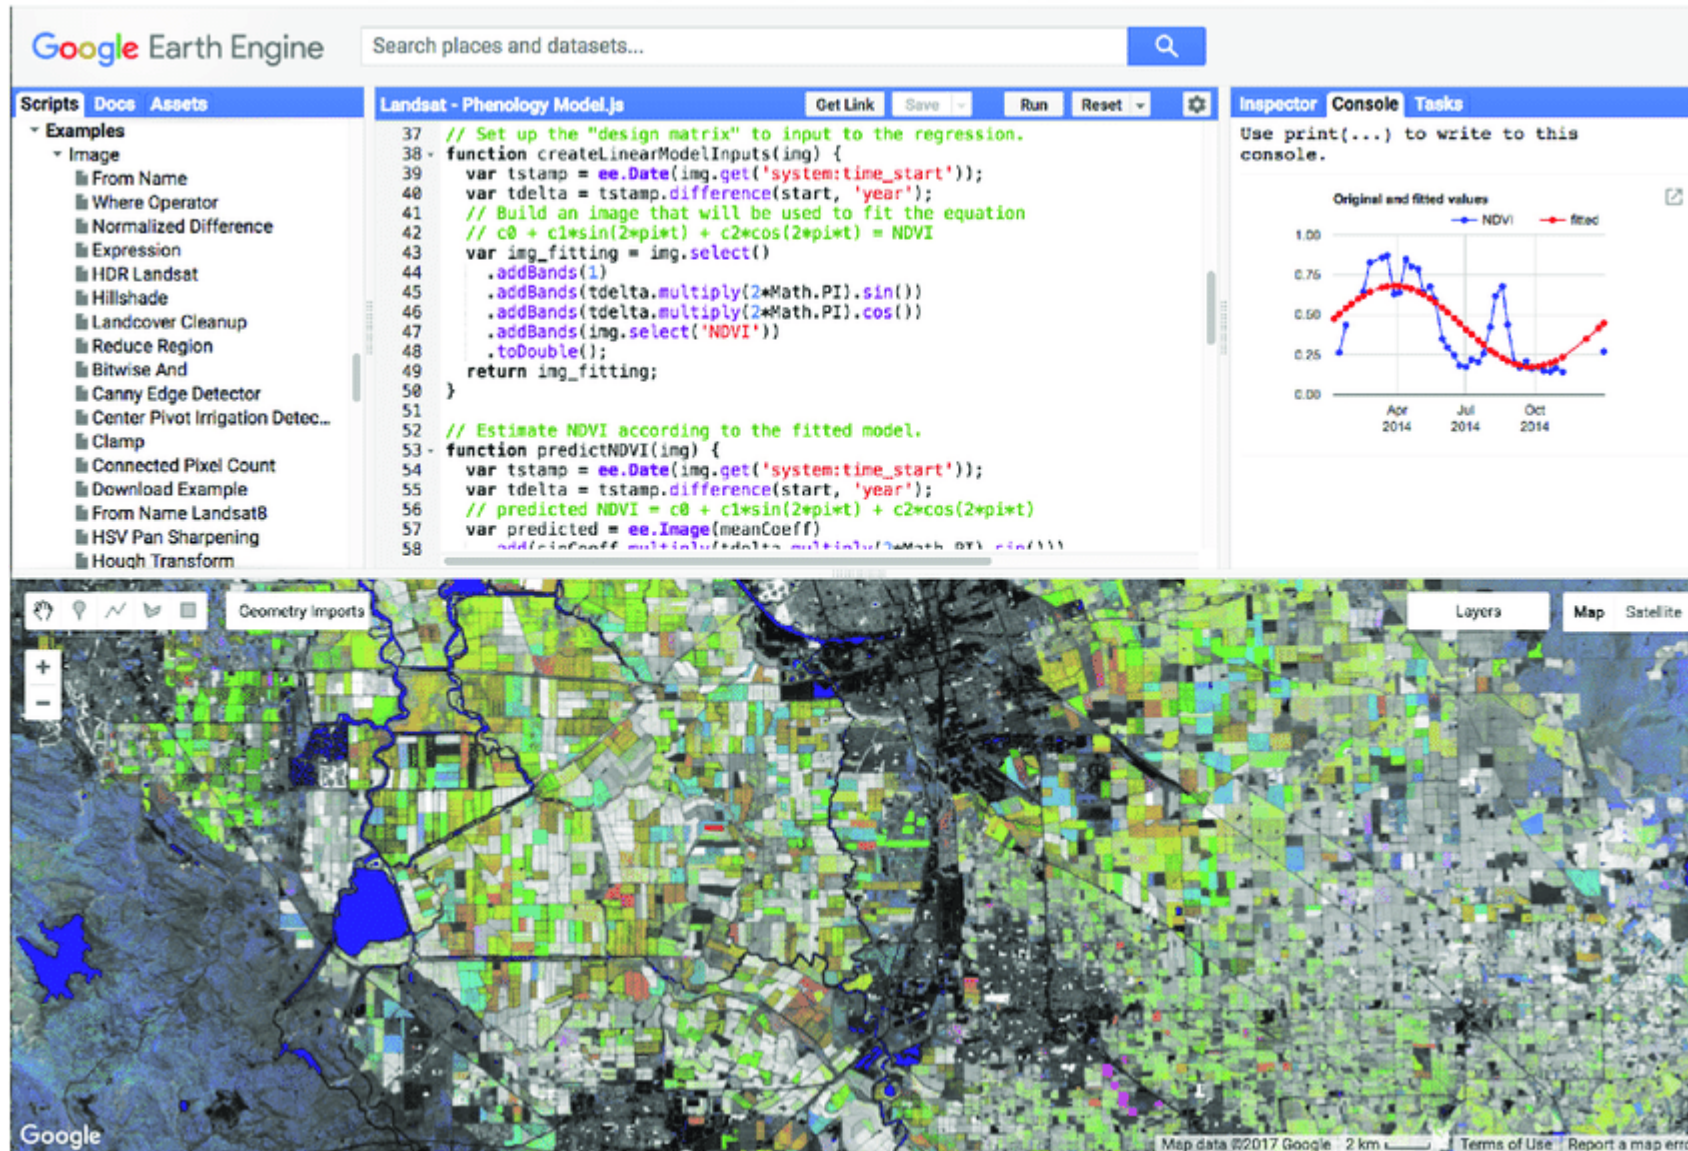 Google Earth Engine
Search places and datasets...
Scripts Docs Assets
Examples
Image
From Name
Where Operator
Normalized Difference
Expression
HDR Landsat
Hillshade
Landcover Cleanup
Reduce Region
Bitwise And
Canny Edge Detector
Center Pivot Irrigation Detec...
Clamp
Connected Pixel Count
Download Example
From Name Landsat8
HSV Pan Sharpening
Hough Transform
Landsat - Phenology Model.js Get Link Save Run Reset
37 // Set up the "design matrix" to input to the regression.
38 function createLinearModelInputs(img) {
39 var tstamp = ee.Date(img.get('system:time_start'));
40 var tdelta = tstamp.difference(start, 'year');
41 // Build an image that will be used to fit the equation
42 // c0 + c1*sin(2*pi*t) + c2*cos(2*pi*t) = NDVI
43 var img_fitting = img.select()
44 .addBands(1)
45 .addBands(tdelta.multiply(2*Math.PI).sin())
46 .addBands(tdelta.multiply(2*Math.PI).cos())
47 .addBands(img.select('NDVI'))
48 .toDouble();
49 return img_fitting;
50 }
51
52 // Estimate NDVI according to the fitted model.
53 function predictNDVI(img) {
54 var tstamp = ee.Date(img.get('system:time_start'));
55 var tdelta = tstamp.difference(start, 'year');
56 // predicted NDVI = c0 + c1*sin(2*pi*t) + c2*cos(2*pi*t)
57 var predicted = ee.Image(meanCoeff)
58 .add(sinCoeff.multiply(tdelta.multiply(2*Math.PI).sin()))
Inspector Console Tasks
Use print(...) to write to this
console.
Original and fitted values
NDVI fitted
1.00
0.75
0.50
0.25
0.00
Apr 2014
Jul 2014
Oct 2014
Geometry Imports
Layers
Map Satellite
+
−
Google
Map data ©2017 Google 2 km Terms of Use Report a map erro